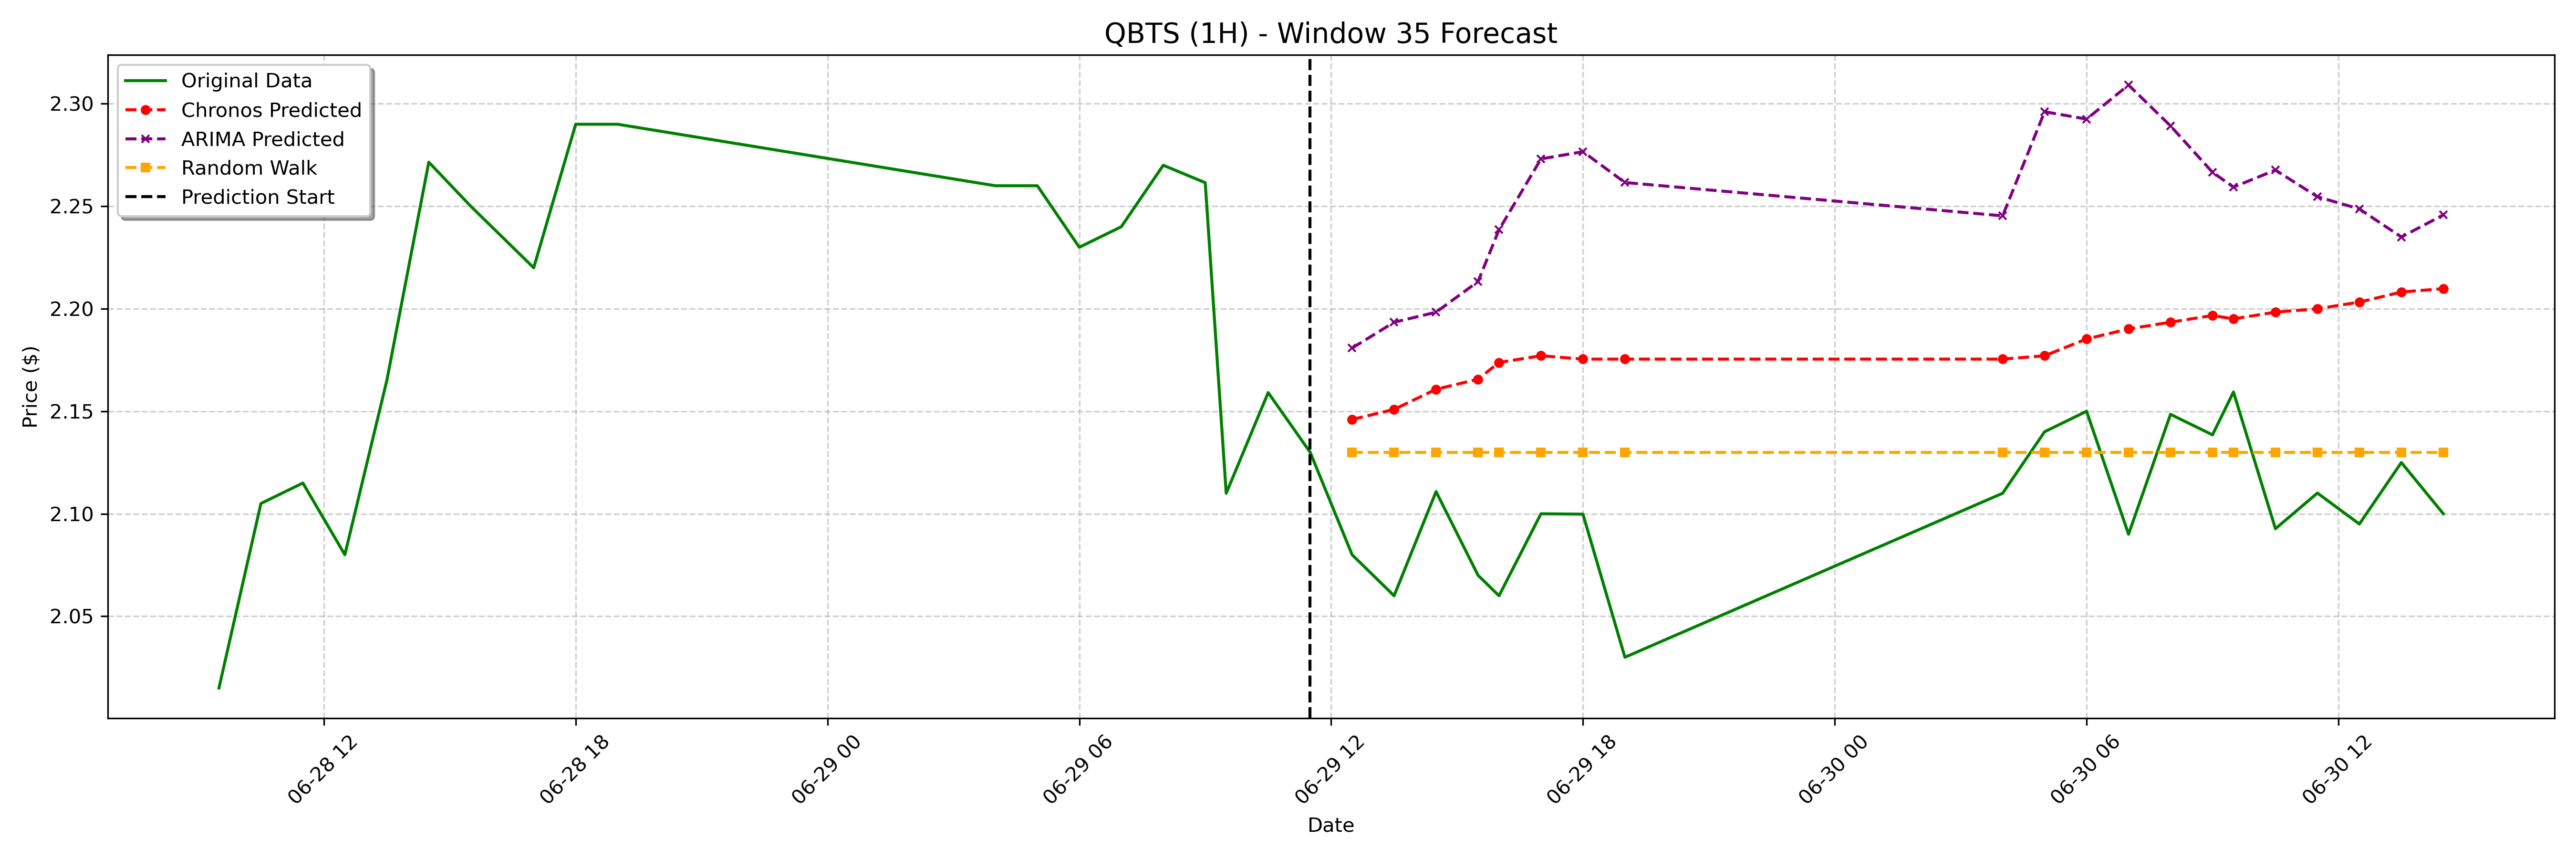 QBTS (1H) - Window 35 Forecast
Original Data
Chronos Predicted
ARIMA Predicted
Random Walk
Prediction Start
Price ($)
2.30
2.25
2.20
2.15
2.10
2.05
06-28 12
06-28 18
06-29 00
06-29 06
06-29 12
06-29 18
06-30 00
06-30 06
06-30 12
Date